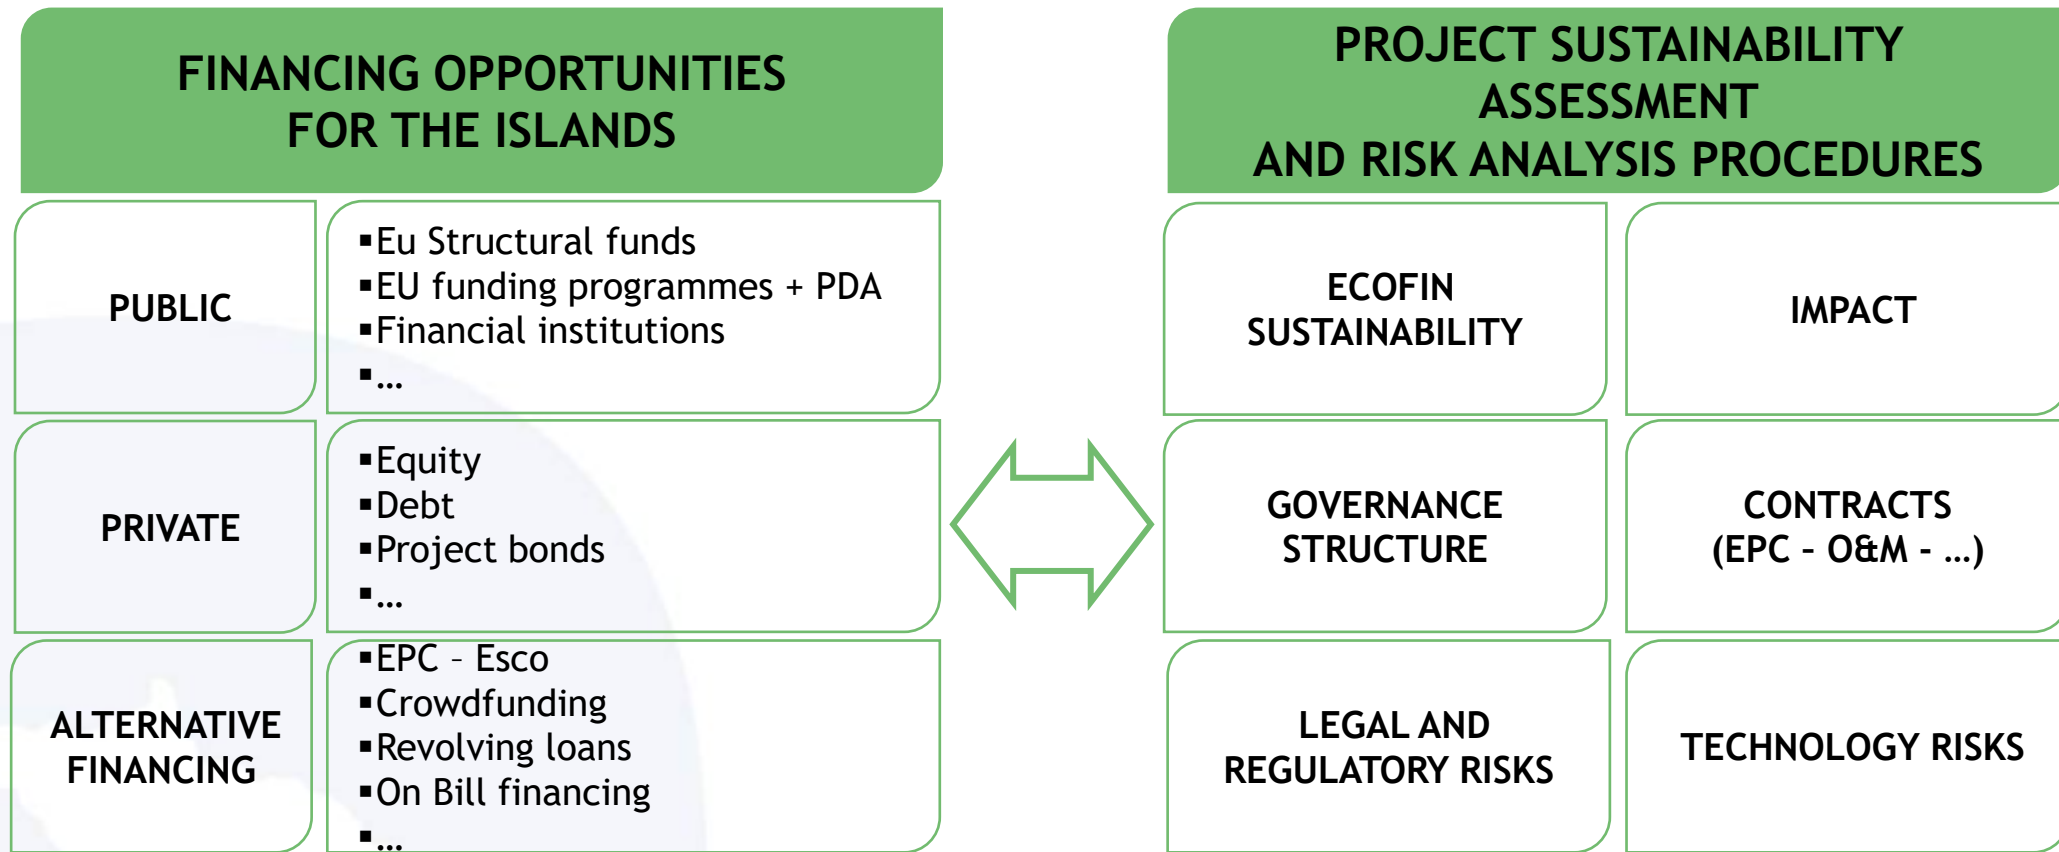 FINANCING OPPORTUNITIES
FOR THE ISLANDS
PUBLIC
▪Eu Structural funds
▪EU funding programmes + PDA
▪Financial institutions
▪…
PRIVATE
▪Equity
▪Debt
▪Project bonds
▪…
ALTERNATIVE
FINANCING
▪EPC – Esco
▪Crowdfunding
▪Revolving loans
▪On Bill financing
▪…
PROJECT SUSTAINABILITY
ASSESSMENT
AND RISK ANALYSIS PROCEDURES
ECOFIN
SUSTAINABILITY
IMPACT
GOVERNANCE
STRUCTURE
CONTRACTS
(EPC – O&M - …)
LEGAL AND
REGULATORY RISKS
TECHNOLOGY RISKS